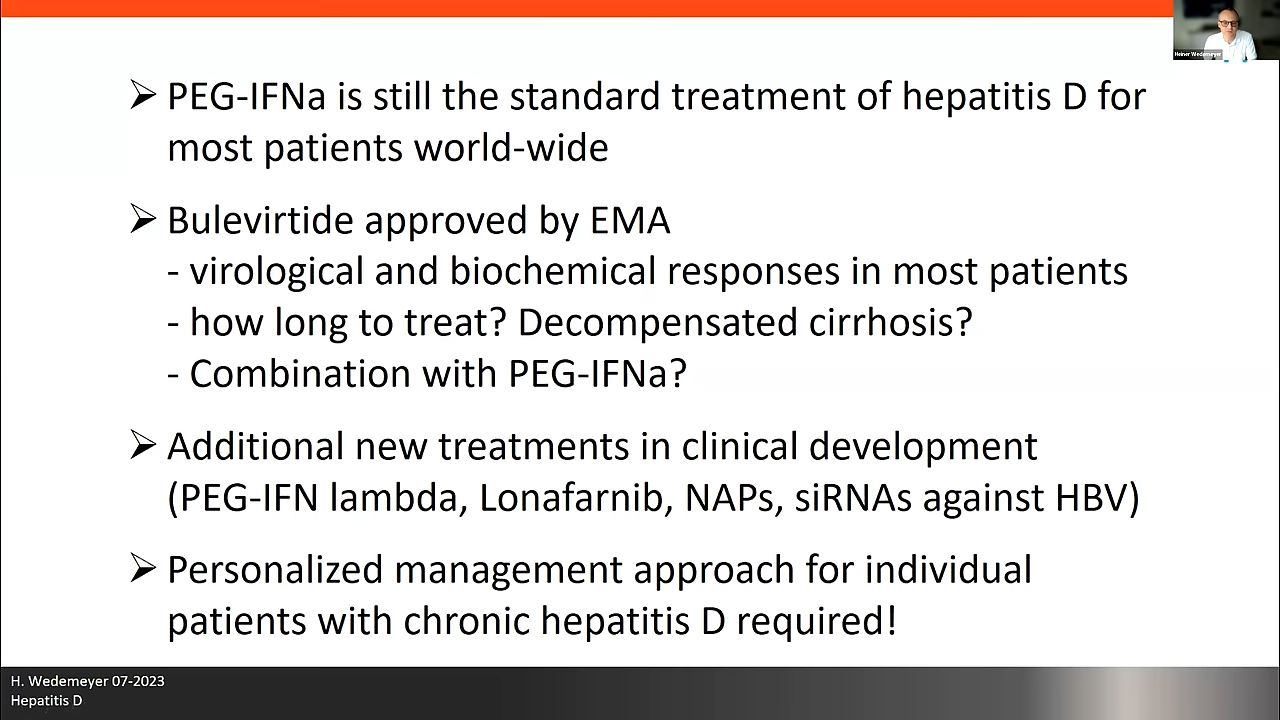 Heiner Wedemeyer
➢ PEG-IFNa is still the standard treatment of hepatitis D for
most patients world-wide
➢ Bulevirtide approved by EMA
- virological and biochemical responses in most patients
- how long to treat? Decompensated cirrhosis?
- Combination with PEG-IFNa?
➢ Additional new treatments in clinical development
(PEG-IFN lambda, Lonafarnib, NAPs, siRNAs against HBV)
➢ Personalized management approach for individual
patients with chronic hepatitis D required!
H. Wedemeyer 07-2023
Hepatitis D